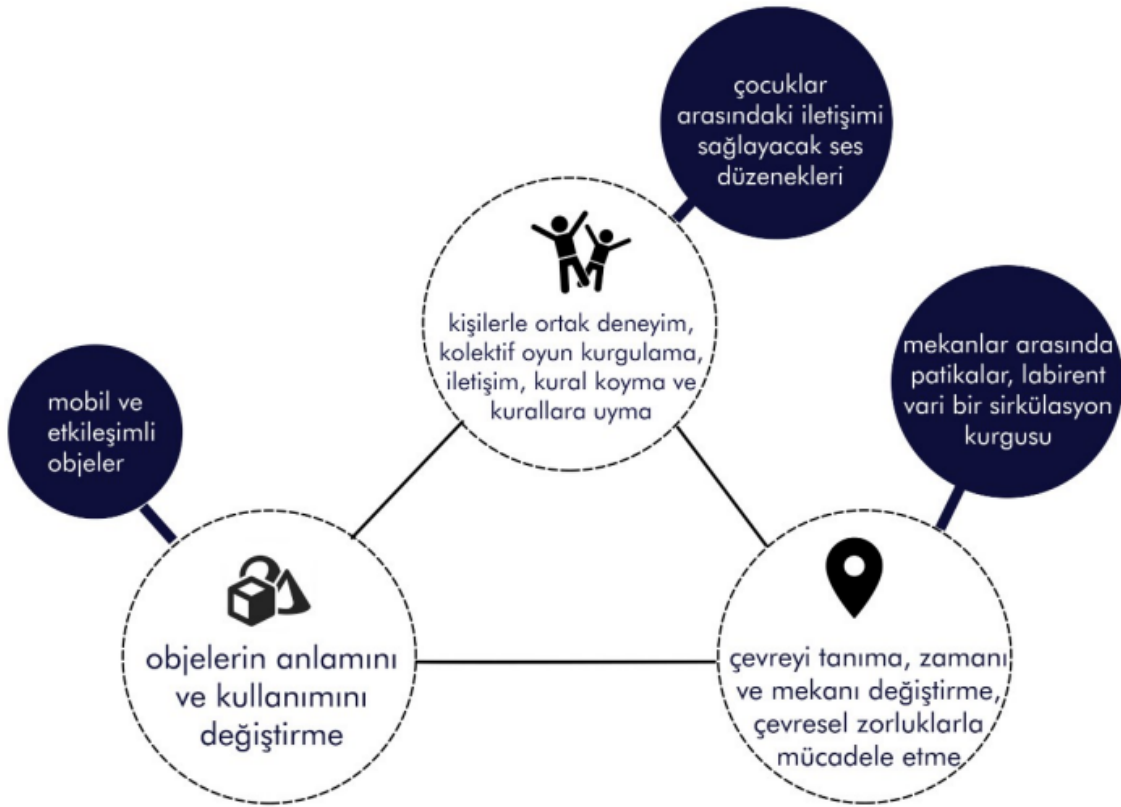 çocuklar
arasındaki iletişimi
sağlayacak ses
düzenekleri
kişilerle ortak deneyim,
kolektif oyun kurgulama,
iletişim, kural koyma ve
kurallara uyma
mekanlar arasında
patikalar, labirent
vari bir sirkülasyon
kurgusu
mobil ve
etkileşimli
objeler
objelerin anlamını
ve kullanımını
değiştirme
çevreyi tanıma, zamanı
ve mekanı değiştirme,
çevresel zorluklarla
mücadele etme